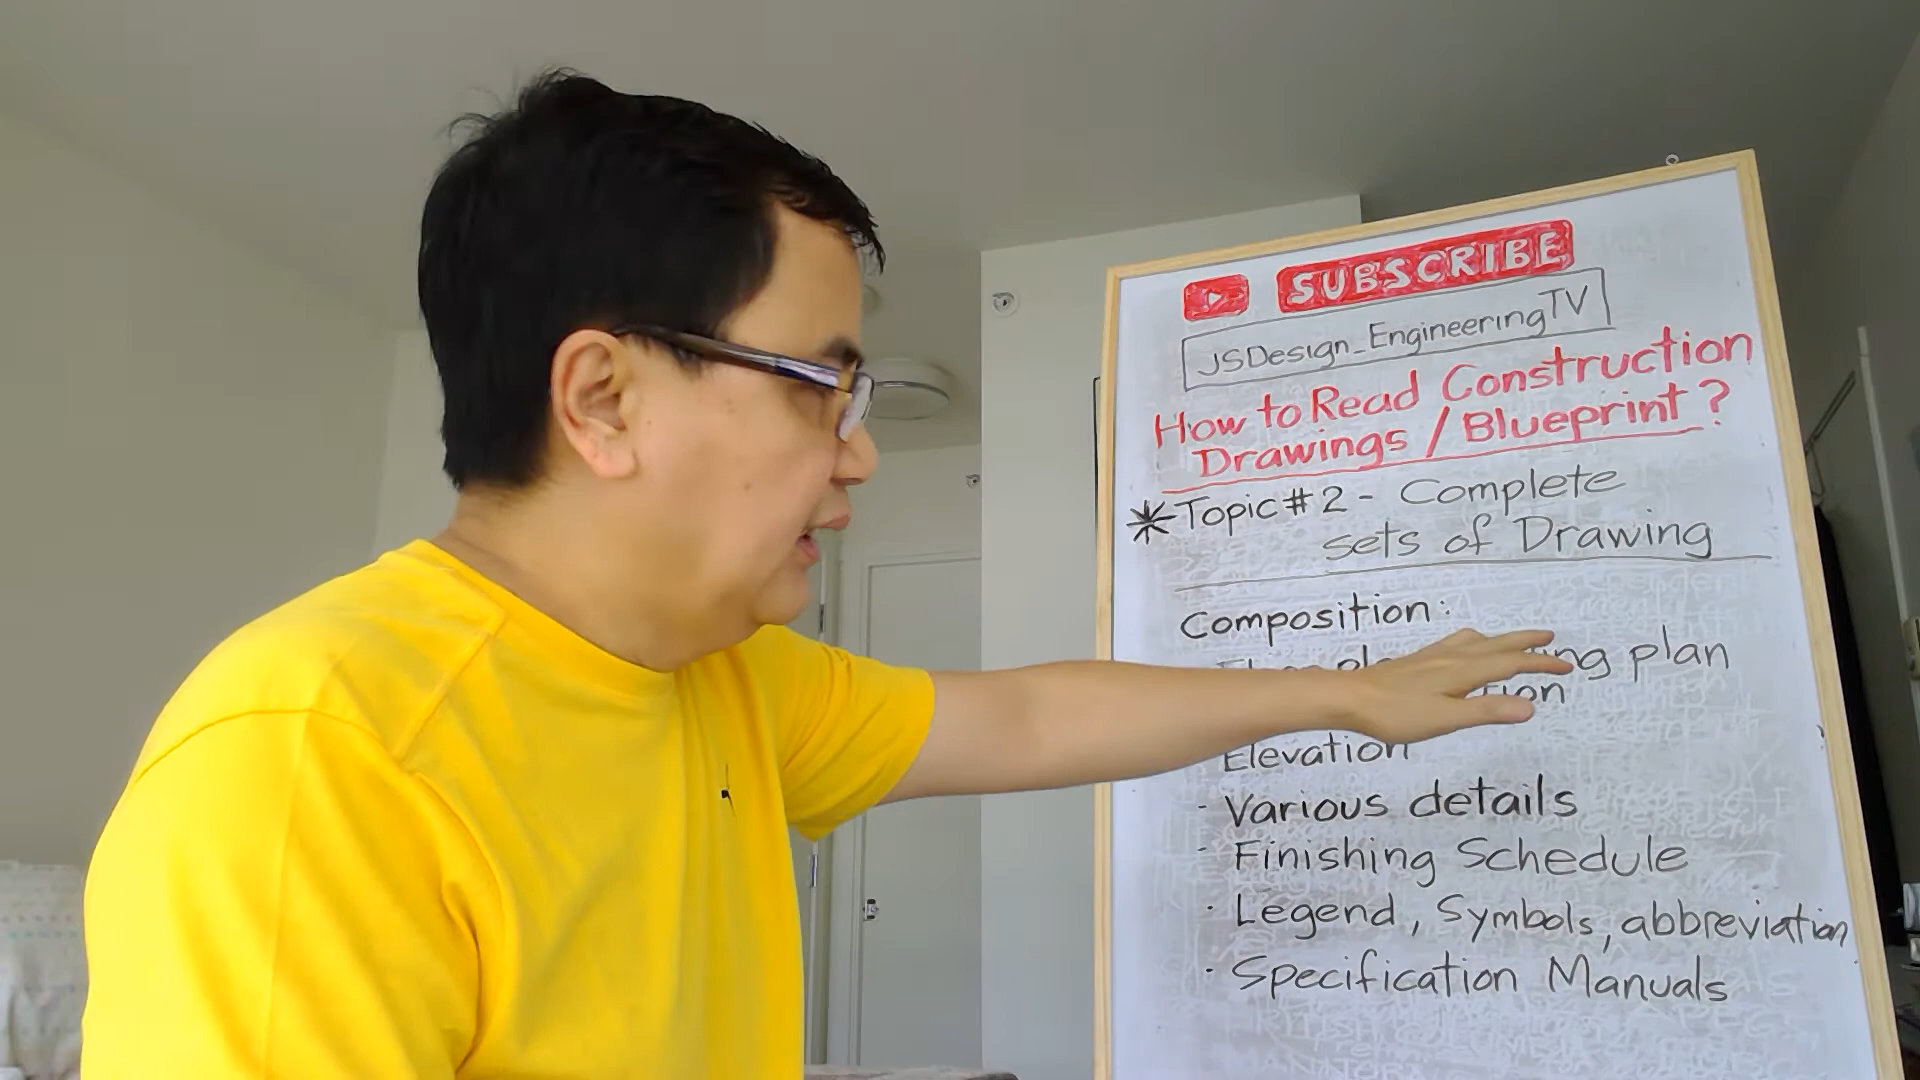 SUBSCRIBE
JSDesign_EngineeringTV
How to Read Construction
Drawings / Blueprint?
Topic # 2 - Complete
sets of Drawing
Composition:
plan
Elevation
- Various details
- Finishing Schedule
· Legend, Symbols, abbreviation
· Specification Manuals